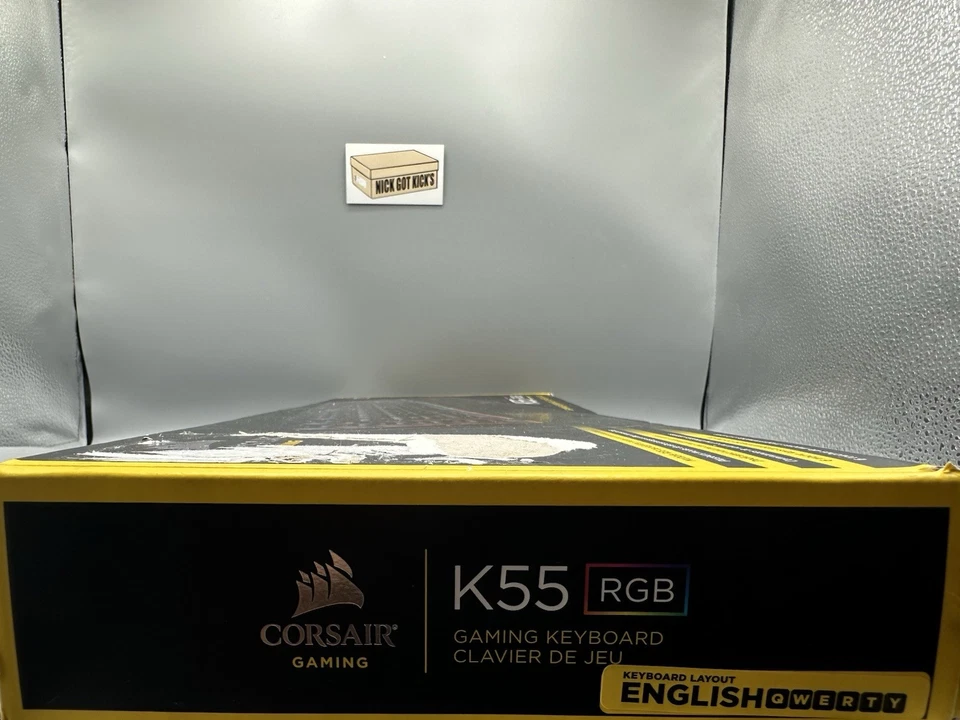 NICK GOT KICK'S
CORSAIR
GAMING
K55 RGB
GAMING KEYBOARD
CLAVIER DE JEU
KEYBOARD LAYOUT
ENGLISH QWERTY